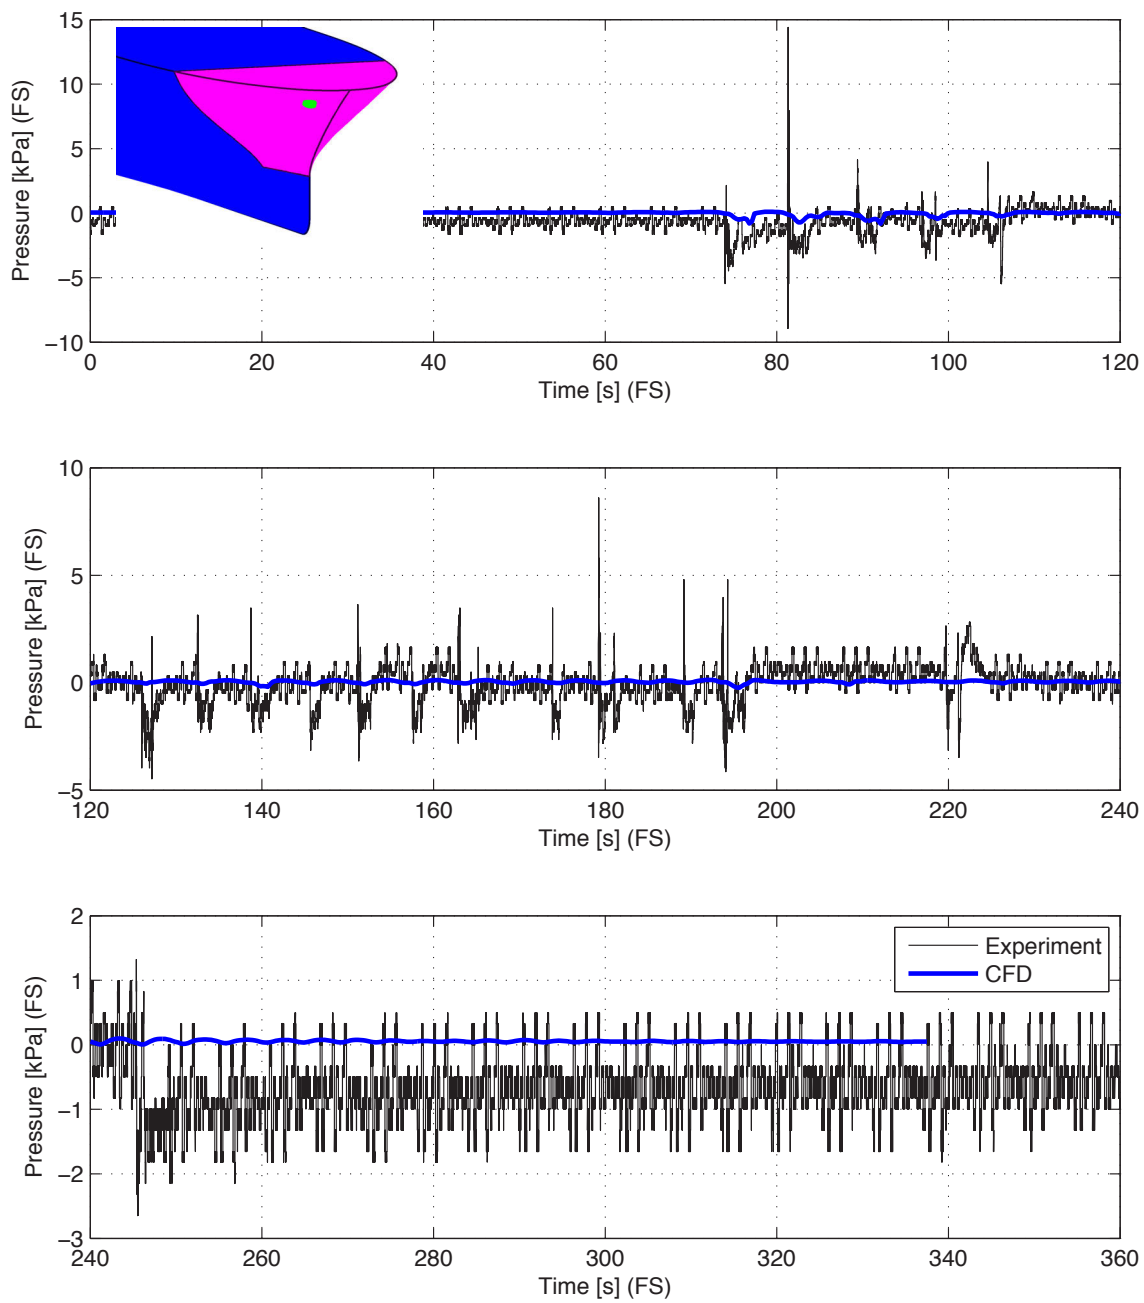 15
10
5
0
−5
−10
Pressure [kPa] (FS)
0 20 40 60 80 100 120
Time [s] (FS)
10
5
0
−5
Pressure [kPa] (FS)
120 140 160 180 200 220 240
Time [s] (FS)
2
1
0
−1
−2
−3
Pressure [kPa] (FS)
Experiment
CFD
240 260 280 300 320 340 360
Time [s] (FS)